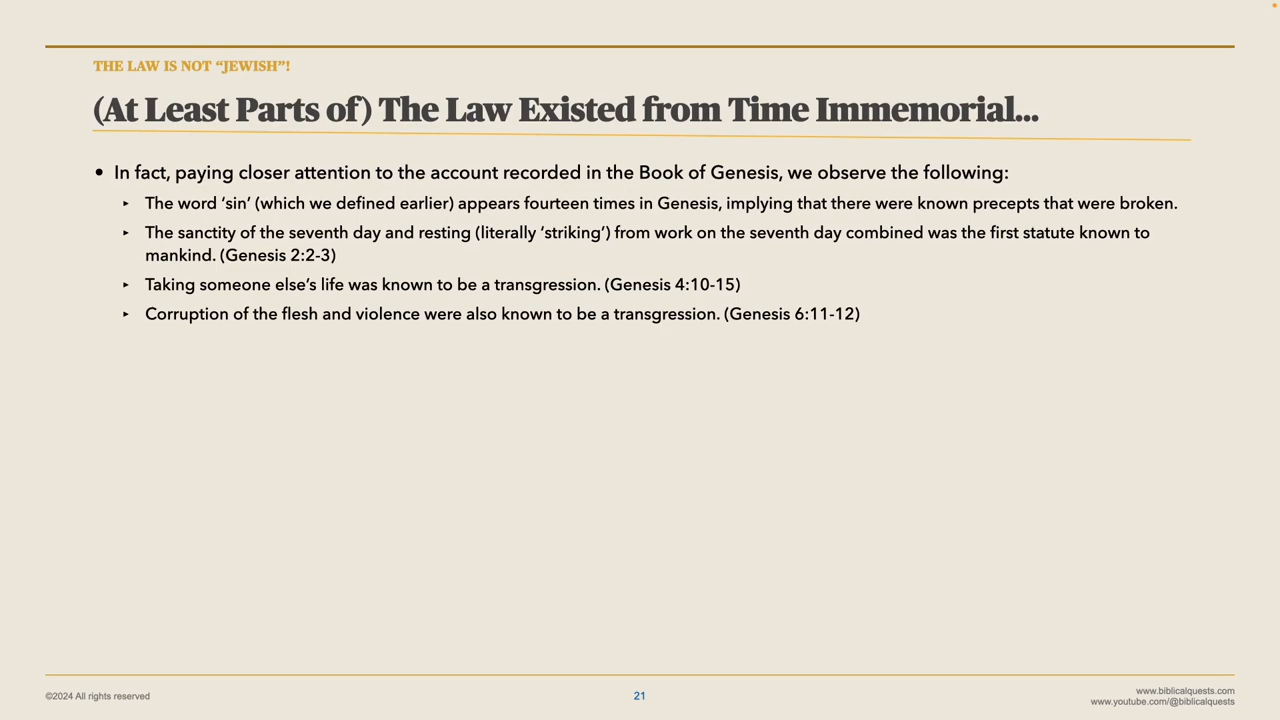 THE LAW IS NOT “JEWISH”!
(At Least Parts of) The Law Existed from Time Immemorial...
• In fact, paying closer attention to the account recorded in the Book of Genesis, we observe the following:
‣ The word ‘sin’ (which we defined earlier) appears fourteen times in Genesis, implying that there were known precepts that were broken.
‣ The sanctity of the seventh day and resting (literally ‘striking’) from work on the seventh day combined was the first statute known to
mankind. (Genesis 2:2-3)
‣ Taking someone else’s life was known to be a transgression. (Genesis 4:10-15)
‣ Corruption of the flesh and violence were also known to be a transgression. (Genesis 6:11-12)
©2024 All rights reserved
21
www.biblicalquests.com
www.youtube.com/@biblicalquests